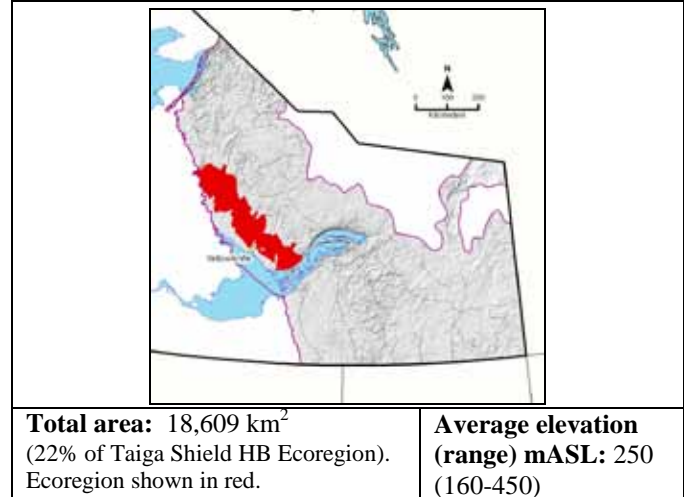 N
0
Total area: 18,609 km2
(22% of Taiga Shield HB Ecoregion).
Ecoregion shown in red.
Average elevation
(range) mASL: 250
(160-450)